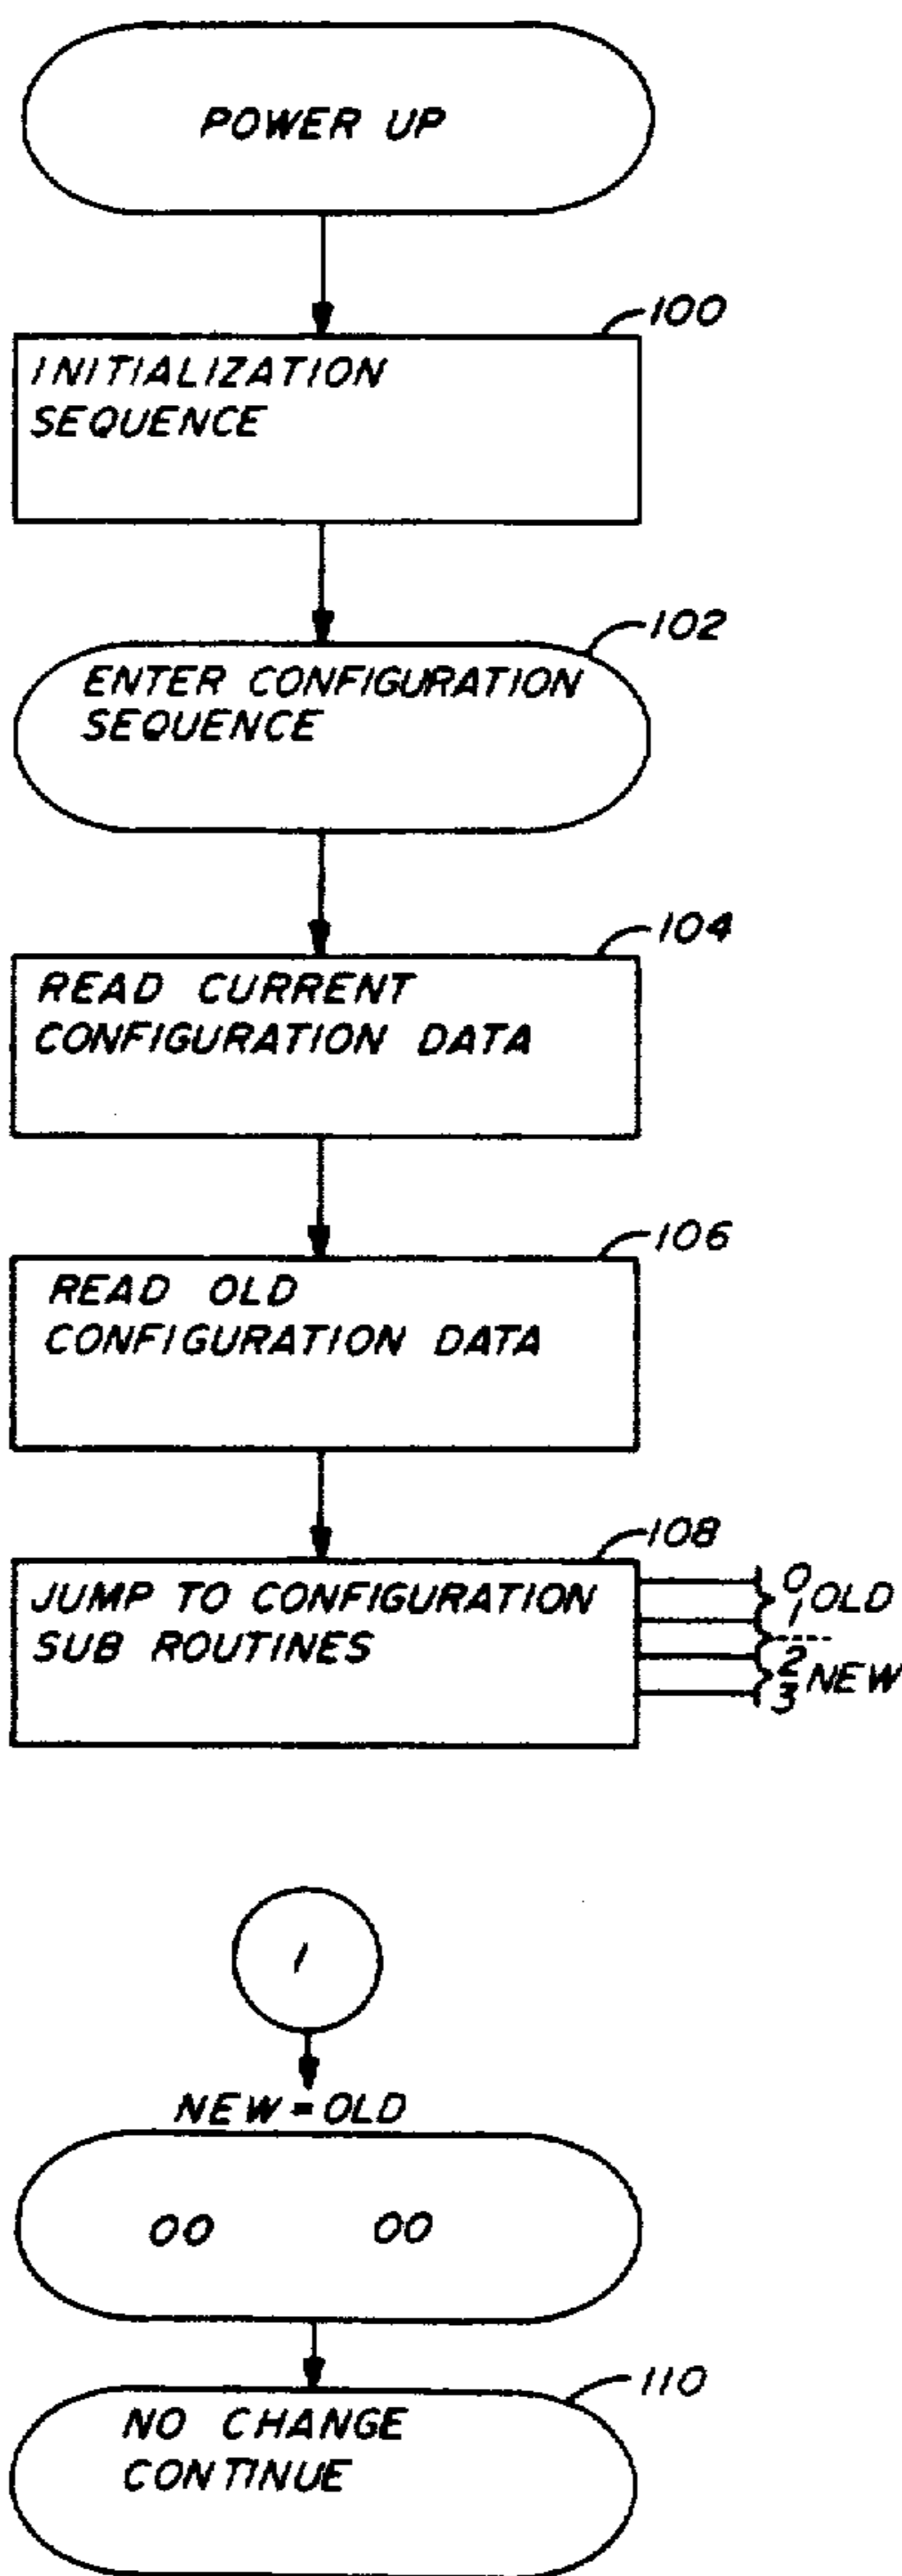 POWER UP
100
INITIALIZATION
SEQUENCE
102
ENTER CONFIGURATION
SEQUENCE
104
READ CURRENT
CONFIGURATION DATA
106
READ OLD
CONFIGURATION DATA
108
JUMP TO CONFIGURATION
SUB ROUTINES
0
1 OLD
2
3 NEW
1
NEW = OLD
00 00
110
NO CHANGE
CONTINUE